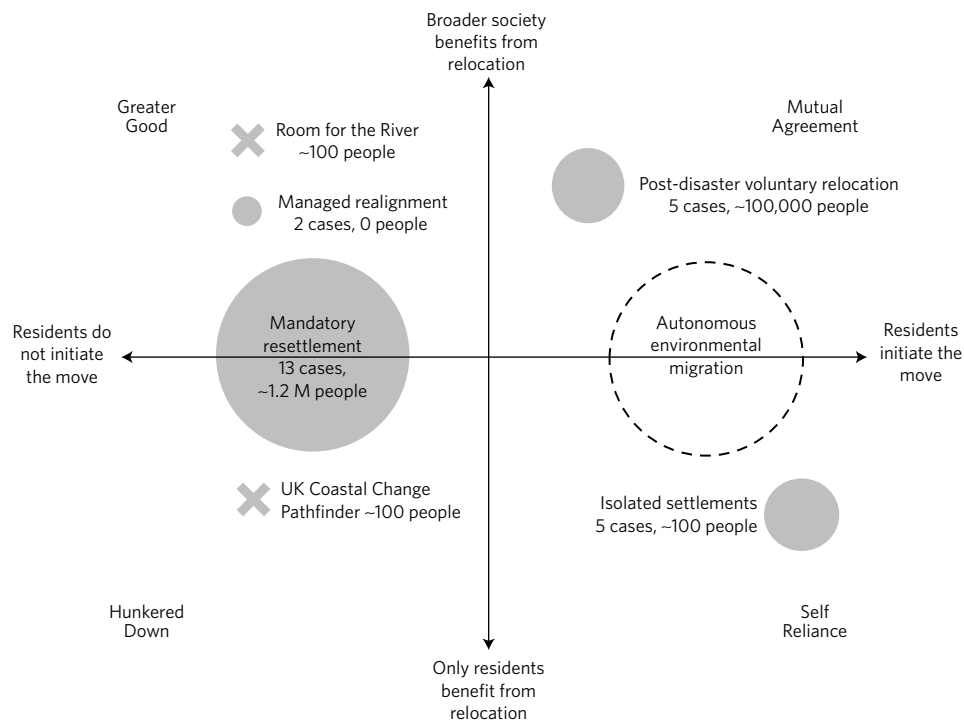 Broader society
benefits from
relocation
Greater
Good
Mutual
Agreement
Room for the River
~100 people
Managed realignment
2 cases, 0 people
Post-disaster voluntary relocation
5 cases, ~100,000 people
Residents do
not initiate
the move
Mandatory
resettlement
13 cases,
~1.2 M people
Autonomous
environmental
migration
Residents
initiate the
move
UK Coastal Change
Pathfinder ~100 people
Isolated settlements
5 cases, ~100 people
Hunkered
Down
Self
Reliance
Only residents
benefit from
relocation